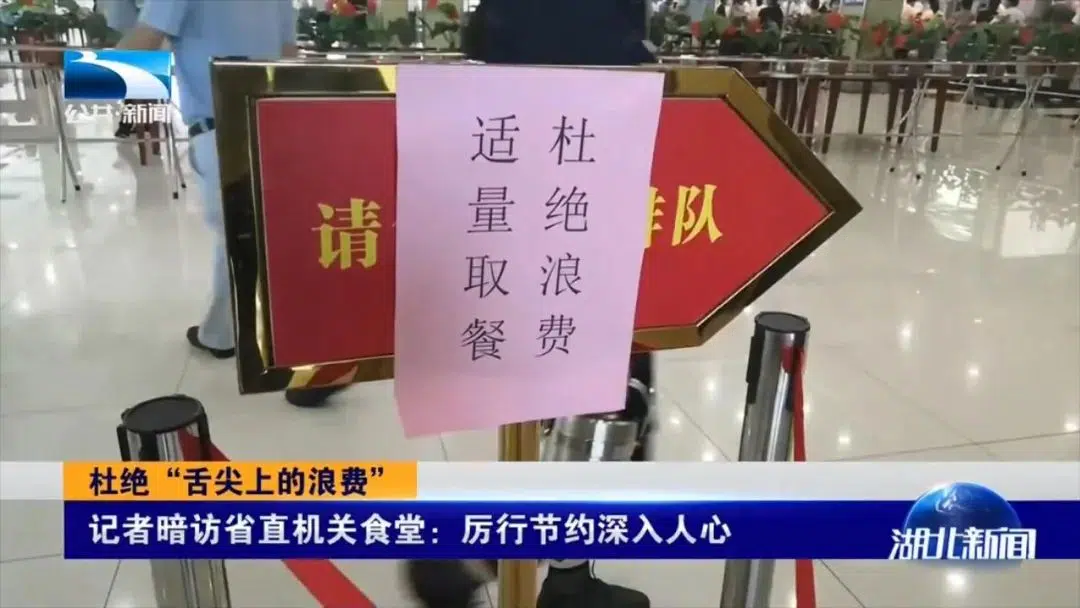 公共·新闻
杜绝浪费
适量取餐
请
排队
杜绝“舌尖上的浪费”
记者暗访省直机关食堂：厉行节约深入人心
湖北新闻